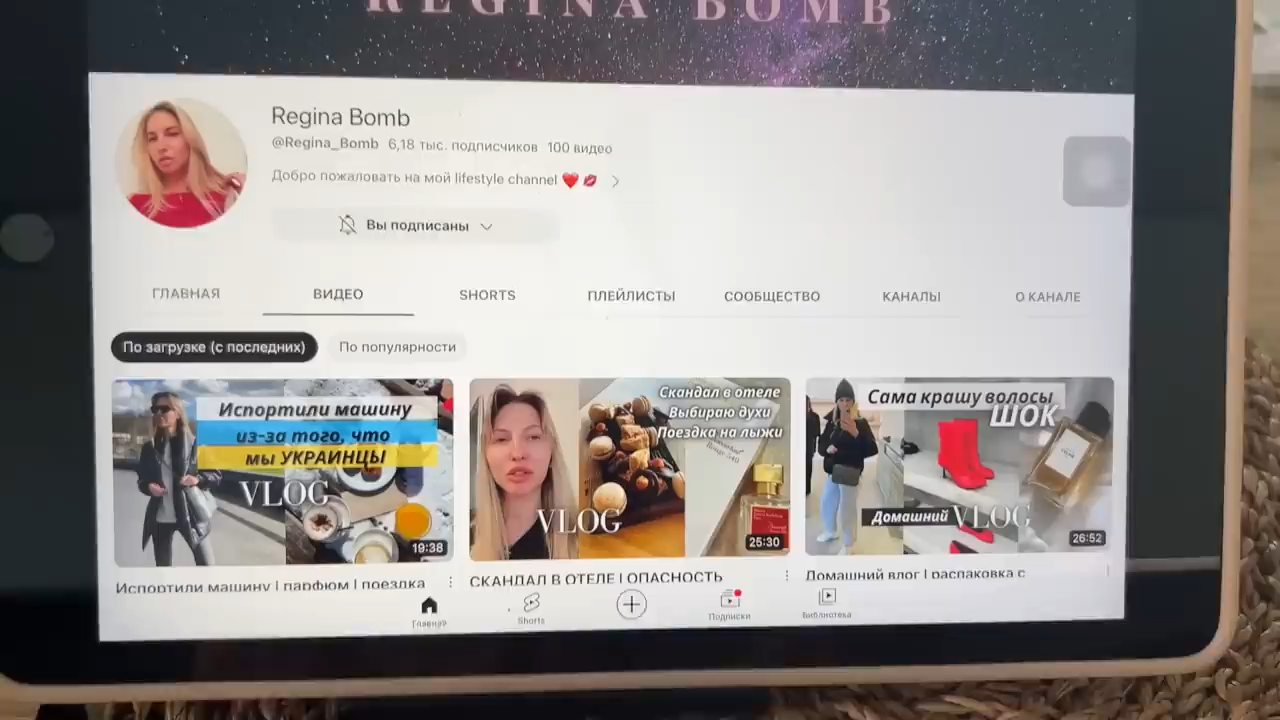 REGINA BOMB
Regina Bomb
@Regina_Bomb 6,18 тыс. подписчиков 100 видео
Добро пожаловать на мой lifestyle channel ❤️💋 >
Вы подписаны
ГЛАВНАЯ ВИДЕО SHORTS ПЛЕЙЛИСТЫ СООБЩЕСТВО КАНАЛЫ О КАНАЛЕ
По загрузке (с последних) По популярности
Испортили машину
из-за того, что
мы УКРАИНЦЫ
VLOG
19:38
Скандал в отеле
Выбираю духи
Поездка на лыжи
VLOG
25:30
Сама крашу волосы
ШОК
Домашний VLOG
26:52
Испортили машину | парфюм | поездка
СКАНДАЛ В ОТЕЛЕ | ОПАСНОСТЬ
Домашний влог | распаковка с
Главная Shorts Подписки Библиотека